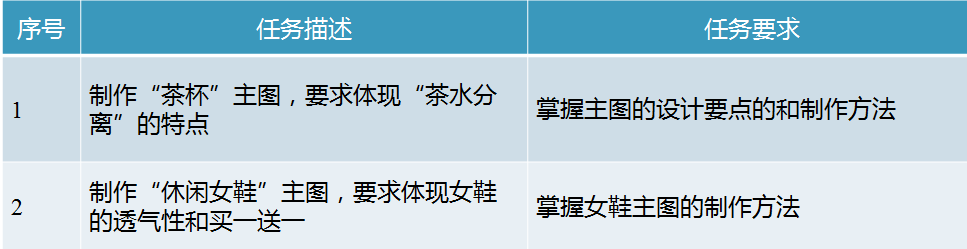 序号 任务描述 任务要求
1 制作“茶杯”主图，要求体现“茶水分
离”的特点 掌握主图的设计要点的和制作方法
2 制作“休闲女鞋”主图，要求体现女鞋
的透气性和买一送一 掌握女鞋主图的制作方法